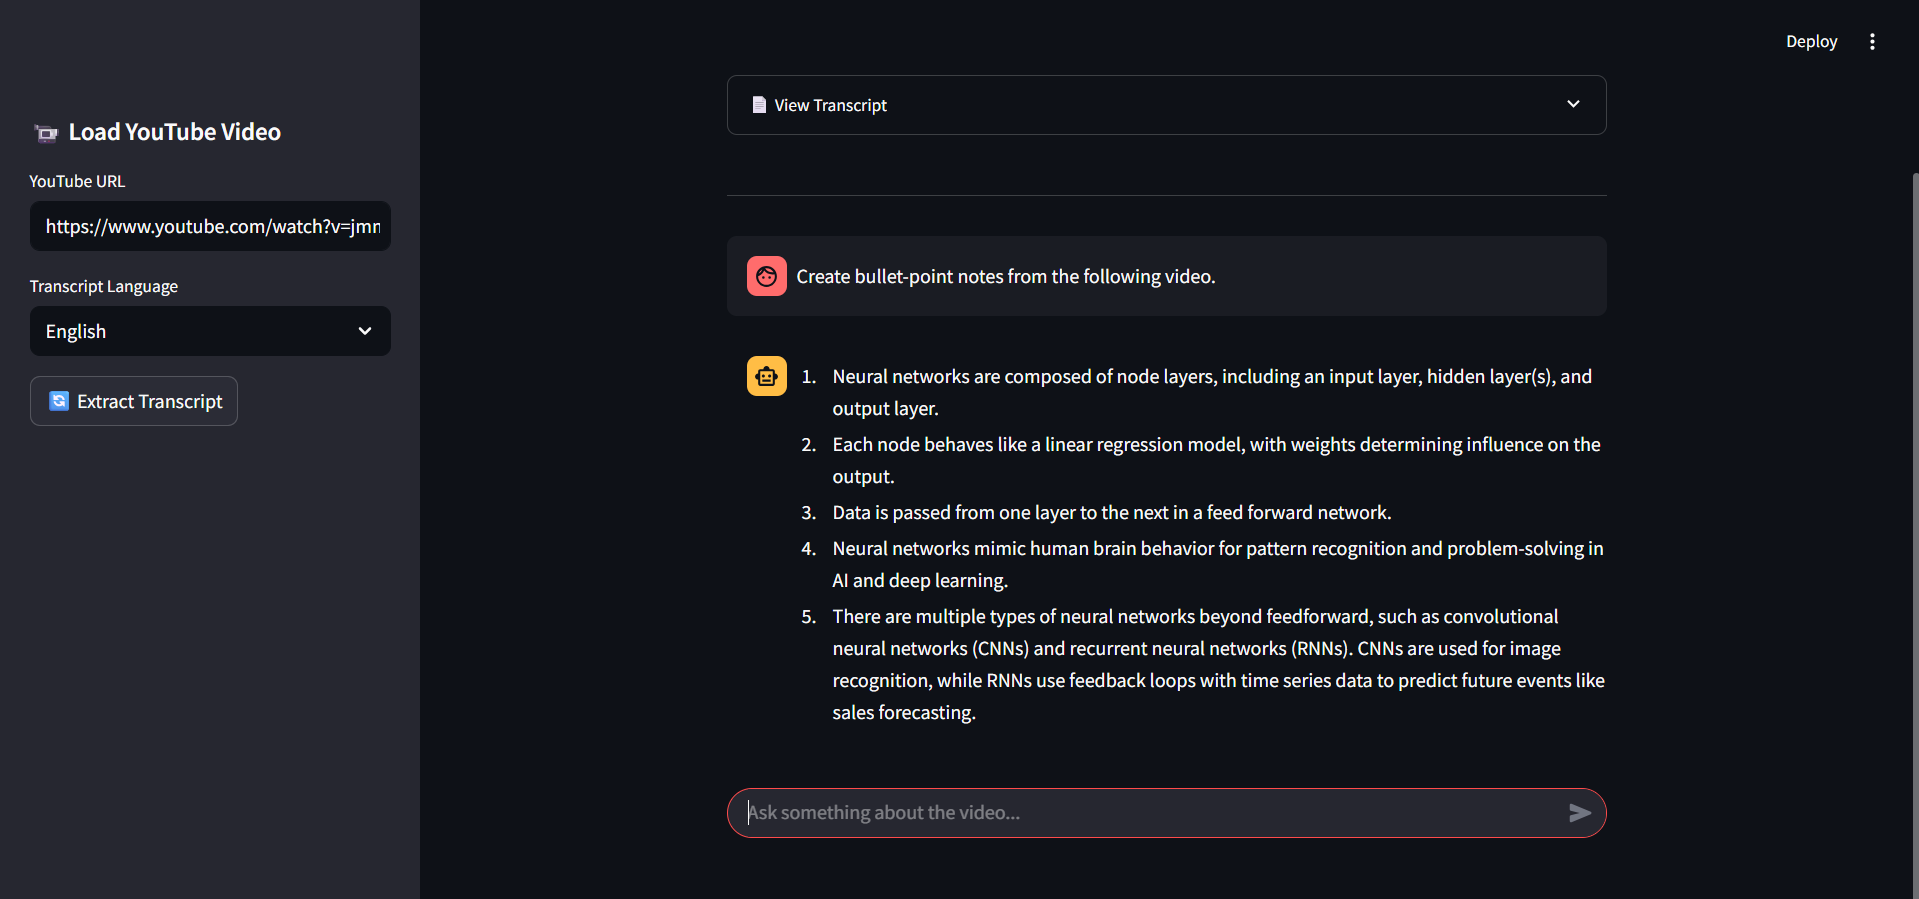 Deploy
Load YouTube Video
YouTube URL
https://www.youtube.com/watch?v=jmr
Transcript Language
English
Extract Transcript
View Transcript
Create bullet-point notes from the following video.
1. Neural networks are composed of node layers, including an input layer, hidden layer(s), and
output layer.
2. Each node behaves like a linear regression model, with weights determining influence on the
output.
3. Data is passed from one layer to the next in a feed forward network.
4. Neural networks mimic human brain behavior for pattern recognition and problem-solving in
AI and deep learning.
5. There are multiple types of neural networks beyond feedforward, such as convolutional
neural networks (CNNs) and recurrent neural networks (RNNs). CNNs are used for image
recognition, while RNNs use feedback loops with time series data to predict future events like
sales forecasting.
Ask something about the video...